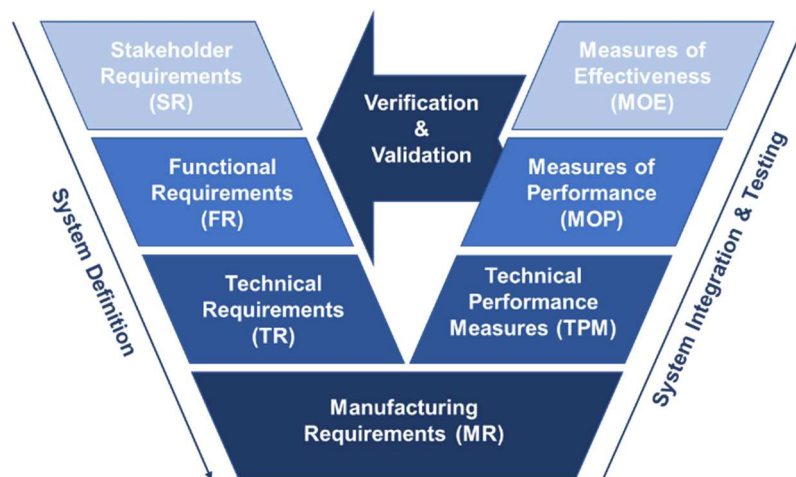 Stakeholder
Requirements
(SR)
Verification
&
Validation
Measures of
Effectiveness
(MOE)
Functional
Requirements
(FR)
Measures of
Performance
(MOP)
Technical
Requirements
(TR)
Technical
Performance
Measures (TPM)
Manufacturing
Requirements (MR)
System Definition
System Integration & Testing